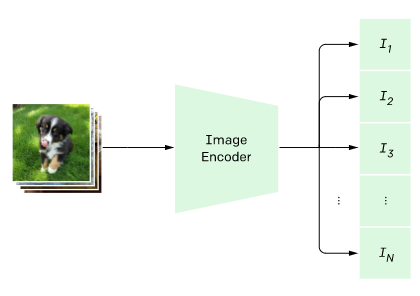 Image
Encoder
I1
I2
I3
⋮ ⋮
IN